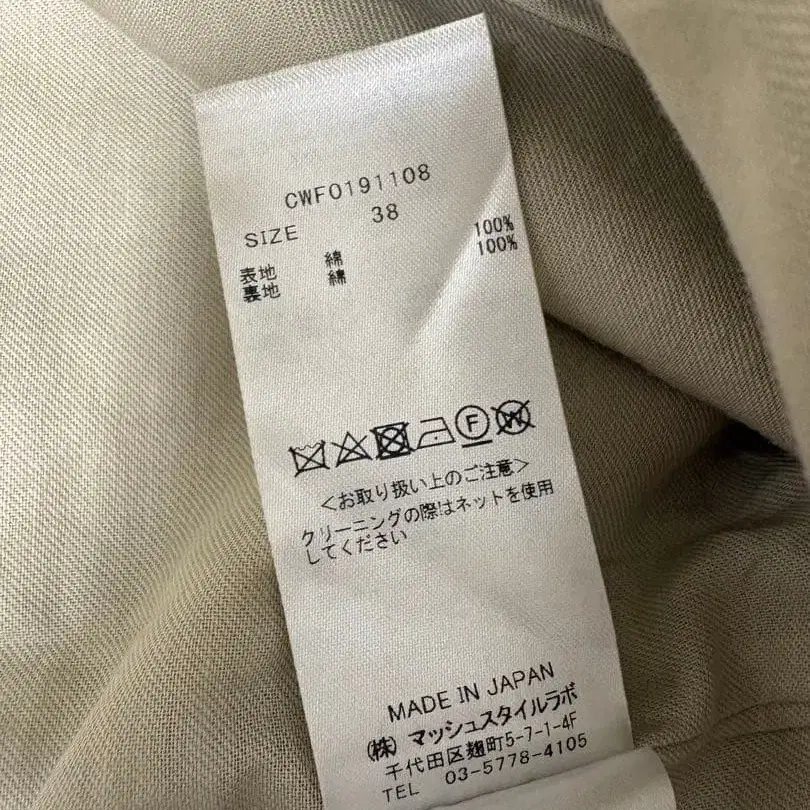 CWF0191108
SIZE 38
表地 綿 100%
裏地 綿 100%
F W
<お取り扱い上のご注意>
クリーニングの際はネットを使用
してください
MADE IN JAPAN
(株) マッシュスタイルラボ
千代田区麹町5-7-1-4F
TEL 03-5778-4105